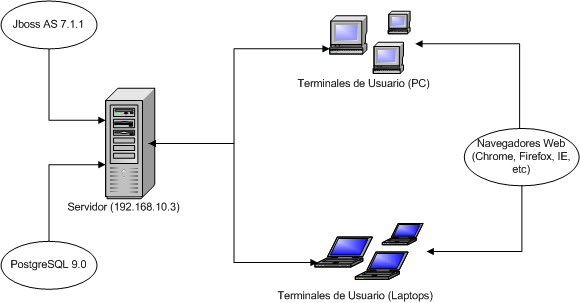 Jboss AS 7.1.1
Terminales de Usuario (PC)
Navegadores Web
(Chrome, Firefox, IE,
etc)
Servidor (192.168.10.3)
PostgreSQL 9.0
Terminales de Usuario (Laptops)